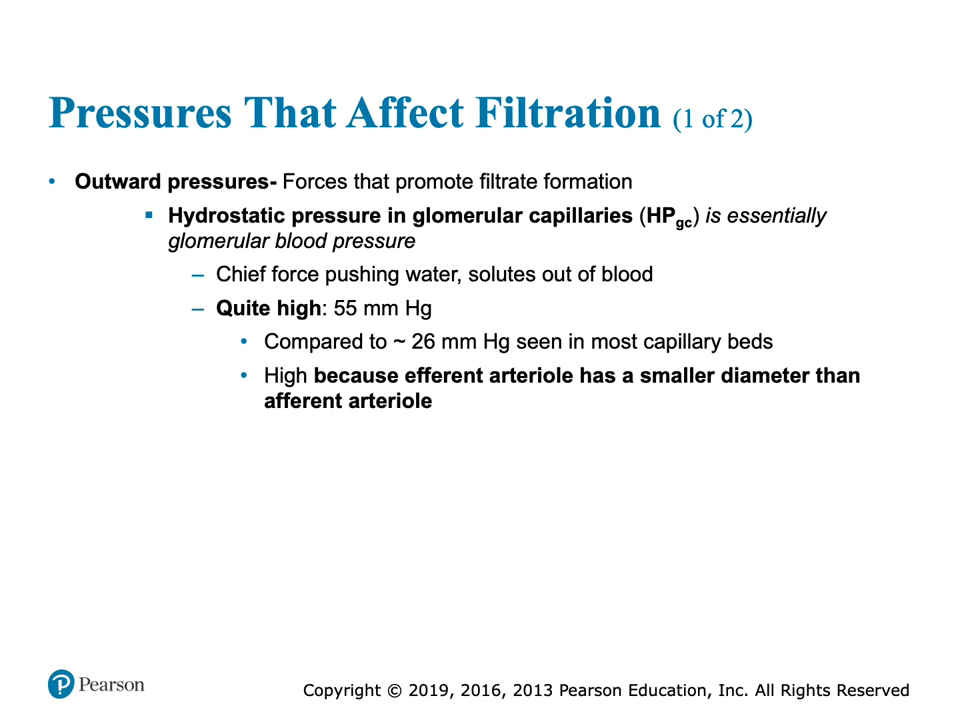 Pressures That Affect Filtration (1 of 2)
• Outward pressures- Forces that promote filtrate formation
▪ Hydrostatic pressure in glomerular capillaries (HPgc) is essentially
glomerular blood pressure
– Chief force pushing water, solutes out of blood
– Quite high: 55 mm Hg
• Compared to ~ 26 mm Hg seen in most capillary beds
• High because efferent arteriole has a smaller diameter than
afferent arteriole
P Pearson
Copyright © 2019, 2016, 2013 Pearson Education, Inc. All Rights Reserved